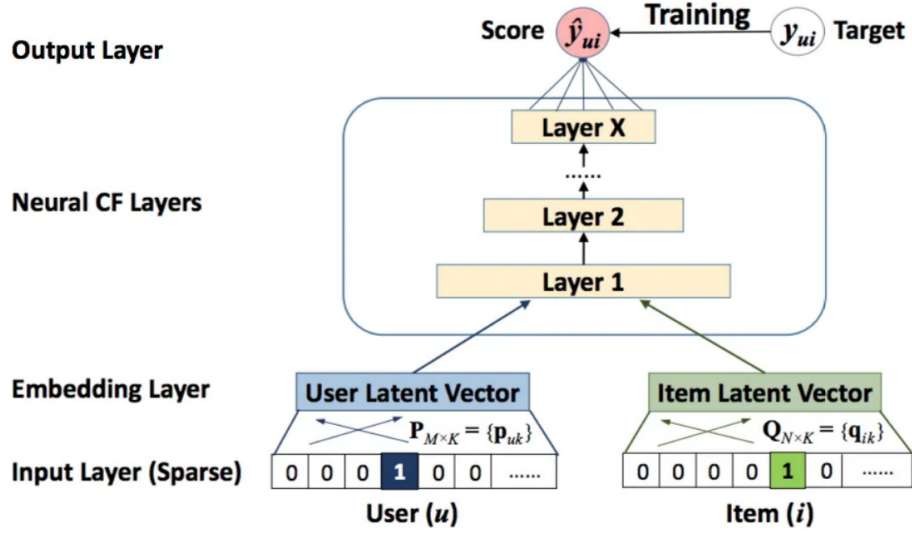 Output Layer
Score ŷui Training yui Target
Layer X
......
Neural CF Layers
Layer 2
Layer 1
Embedding Layer
User Latent Vector
Item Latent Vector
P M×K = {puk}
Q N×K = {qik}
Input Layer (Sparse)
0 0 0 1 0 0 ......
0 0 0 0 1 0 ......
User (u)
Item (i)